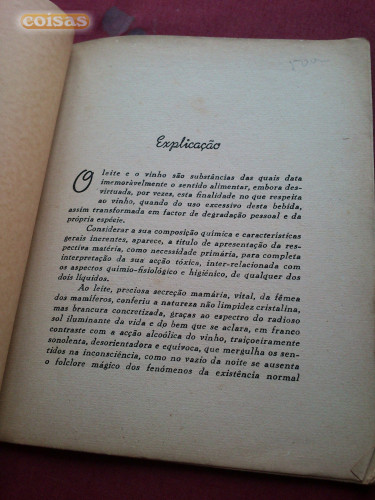 coisas
Explicação
O leite e o vinho são substâncias das quais data
imemoràvelmente o sentido alimentar, embora des-
virtuada, por vezes, esta finalidade no que respeita
ao vinho, quando do uso excessivo desta bebida,
assim transformada em factor de degradação pessoal e da
própria espécie.
Considerar a sua composição química e características
gerais inerentes, aparece, a título de apresentação da res-
pectiva matéria, como necessidade primária, para completa
interpretação da sua acção tóxica, inter-relacionada com
os aspectos químio-fisiológico e higiénico, de qualquer dos
dois líquidos.
Ao leite, preciosa secreção mamária, vital, da fêmea
dos mamíferos, conferiu a natureza não limpidez cristalina,
mas brancura concretizada, graças ao espectro do radioso
sol iluminante da vida e do bem que se aclara, em franco
contraste com a acção alcoólica do vinho, traiçoeiramente
sonolenta, desorientadora e equívoca, que mergulha os sen-
tidos na inconsciência, como no vazio da noite se ausenta
o folclore mágico dos fenómenos da existência normal